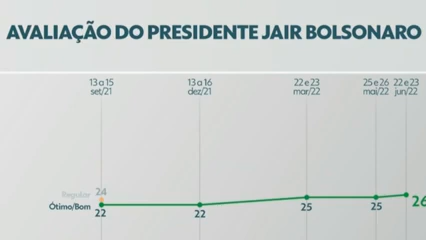 AVALIAÇÃO DO PRESIDENTE JAIR BOLSONARO
13 a 15 13 a 16 22 e 23 25 e 26 22 e 23
set/21 dez/21 mar/22 mai/22 jun/22
Regular 24
Ótimo/Bom 22 22 25 25 26